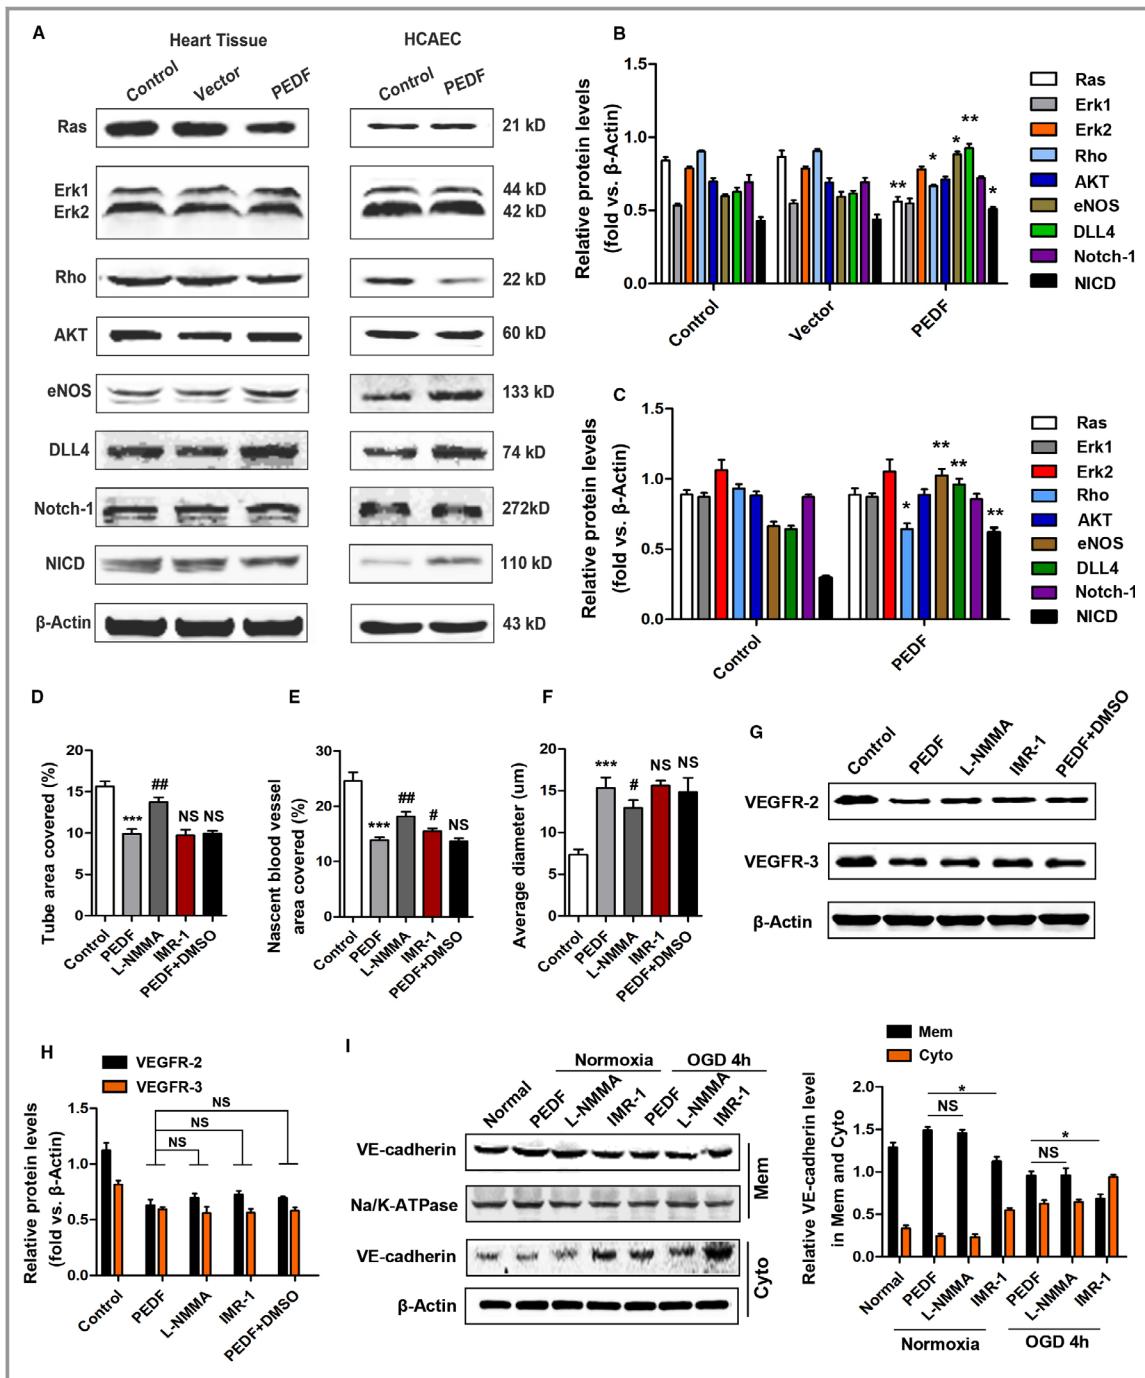 A
Heart Tissue
HCAEC
Control
Vector
PEDF
Control
PEDF
Ras
21 kD
Erk1
44 kD
Erk2
42 kD
Rho
22 kD
AKT
60 kD
eNOS
133 kD
DLL4
74 kD
Notch-1
272kD
NICD
110 kD
β-Actin
43 kD
B
Relative protein levels
(fold vs. β-Actin)
1.5
1.0
0.5
0.0
**
*
*
**
*
Control
Vector
PEDF
Ras
Erk1
Erk2
Rho
AKT
eNOS
DLL4
Notch-1
NICD
C
Relative protein levels
(fold vs. β-Actin)
1.5
1.0
0.5
0.0
*
**
**
**
Control
PEDF
Ras
Erk1
Erk2
Rho
AKT
eNOS
DLL4
Notch-1
NICD
D
Tube area covered (%)
20
15
10
5
0
***
##
NS
NS
Control
PEDF
L-NMMA
IMR-1
PEDF+DMSO
E
Nascent blood vessel
area covered (%)
30
20
10
0
***
##
#
NS
Control
PEDF
L-NMMA
IMR-1
PEDF+DMSO
F
Average diameter (um)
20
15
10
5
0
***
#
NS
NS
Control
PEDF
L-NMMA
IMR-1
PEDF+DMSO
G
Control
PEDF
L-NMMA
IMR-1
PEDF+DMSO
VEGFR-2
VEGFR-3
β-Actin
H
VEGFR-2
VEGFR-3
Relative protein levels
(fold vs. β-Actin)
1.5
1.0
0.5
0.0
NS
NS
NS
Control
PEDF
L-NMMA
IMR-1
PEDF+DMSO
I
Normoxia
OGD 4h
Normal
PEDF
L-NMMA
IMR-1
PEDF
L-NMMA
IMR-1
VE-cadherin
Na/K-ATPase
Mem
VE-cadherin
β-Actin
Cyto
Mem
Cyto
Relative VE-cadherin level
in Mem and Cyto
2.0
1.5
1.0
0.5
0.0
*
NS
*
NS
Normal
PEDF
L-NMMA
IMR-1
PEDF
L-NMMA
IMR-1
Normoxia
OGD 4h